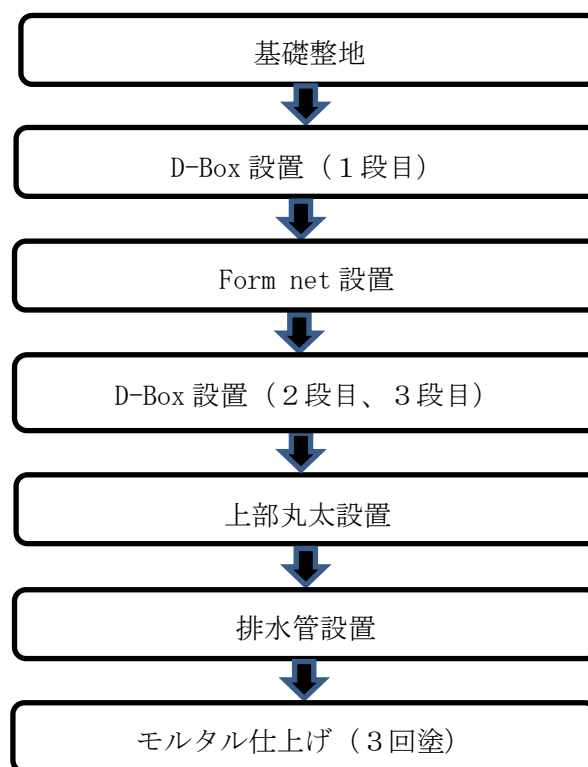 基礎整地
D-Box 設置（１段目）
Form net 設置
D-Box 設置（２段目、３段目）
上部丸太設置
排水管設置
モルタル仕上げ（３回塗）